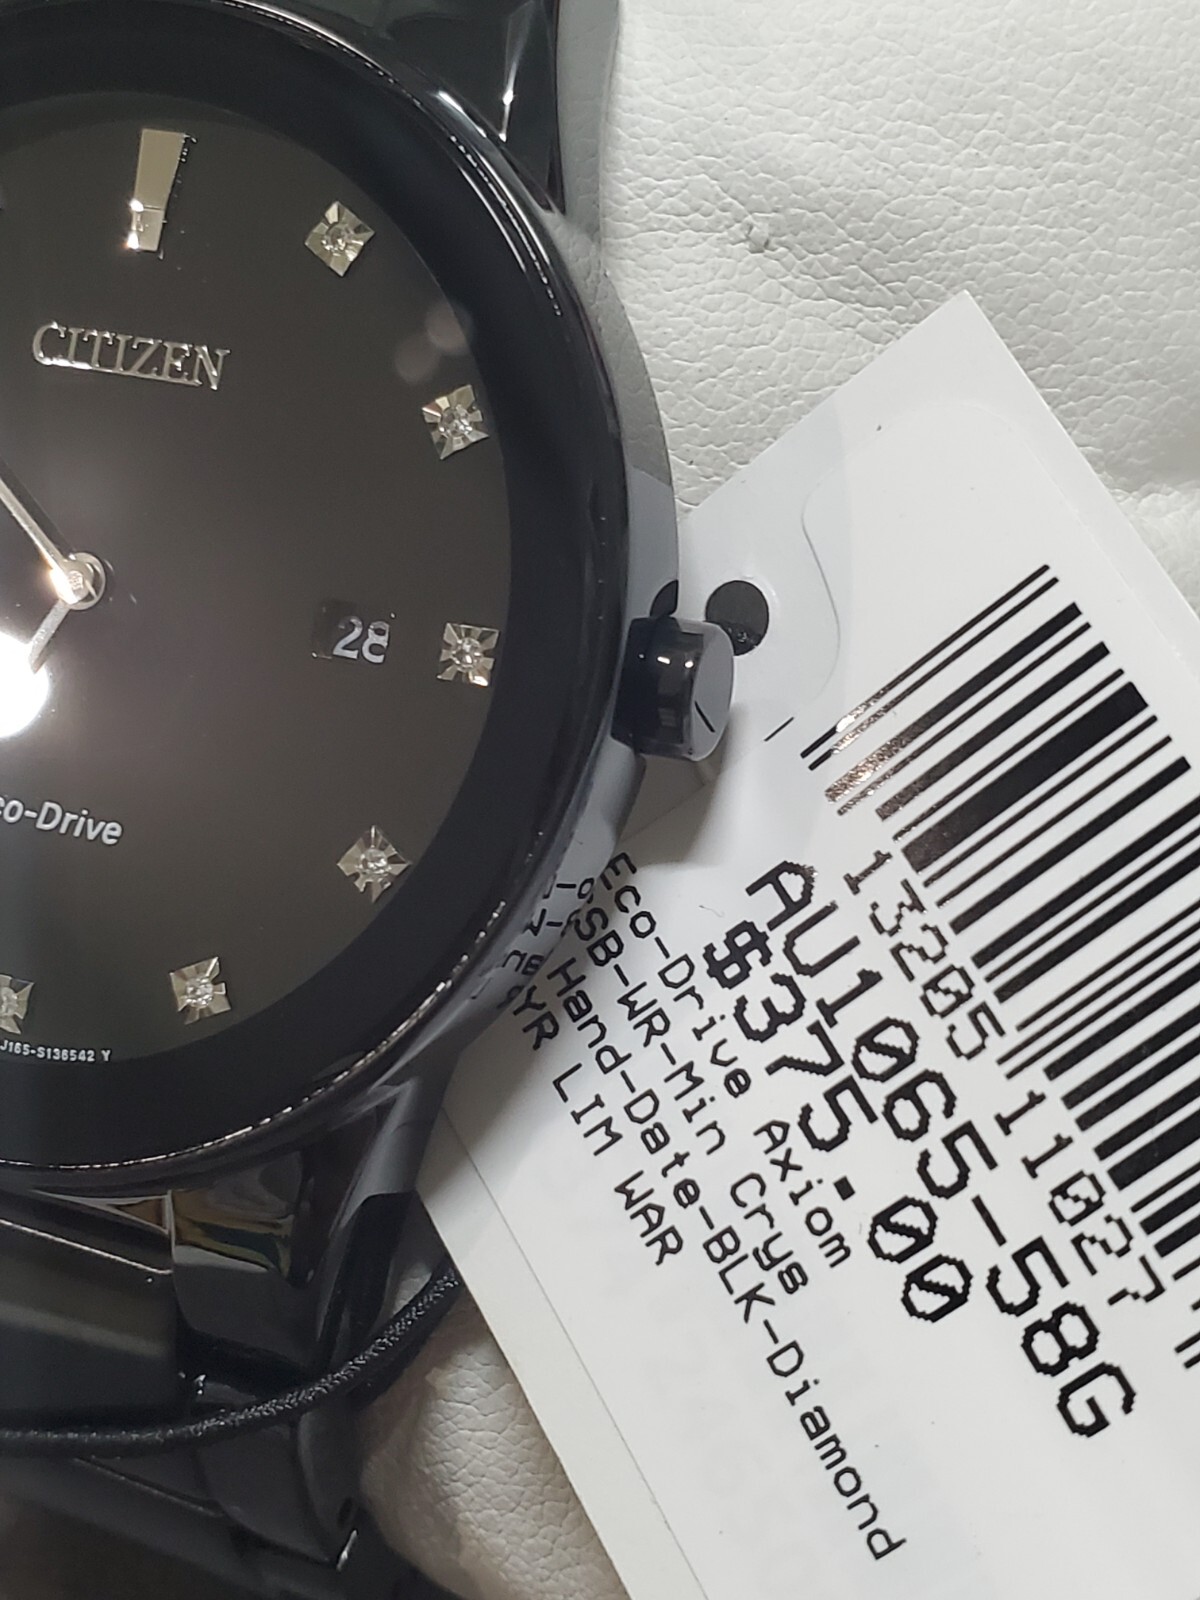 CITIZEN
28
co-Drive
J165-S136542 Y
13205 11027
AU1065-58G
$375.00
Eco-Drive Axiom
SB-WR-Min Crys
Hand-Date-BLK-Diamond
YR LIM WAR